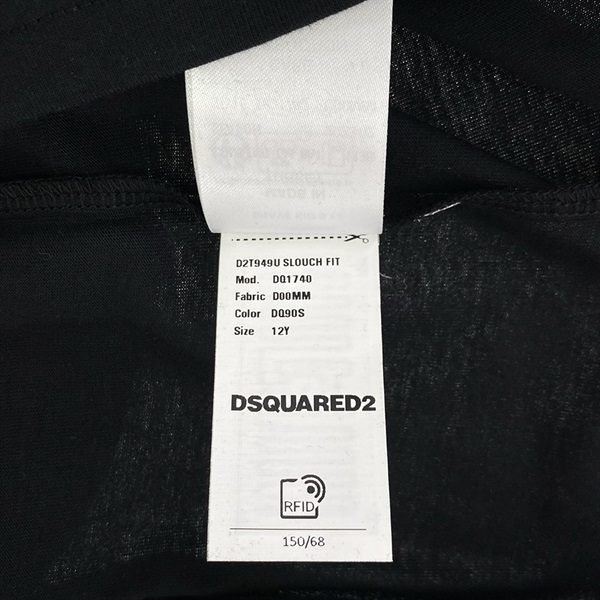 D2T949U SLOUCH FIT
Mod. DQ1740
Fabric D00MM
Color DQ90S
Size 12Y
DSQUARED2
RFID
150/68